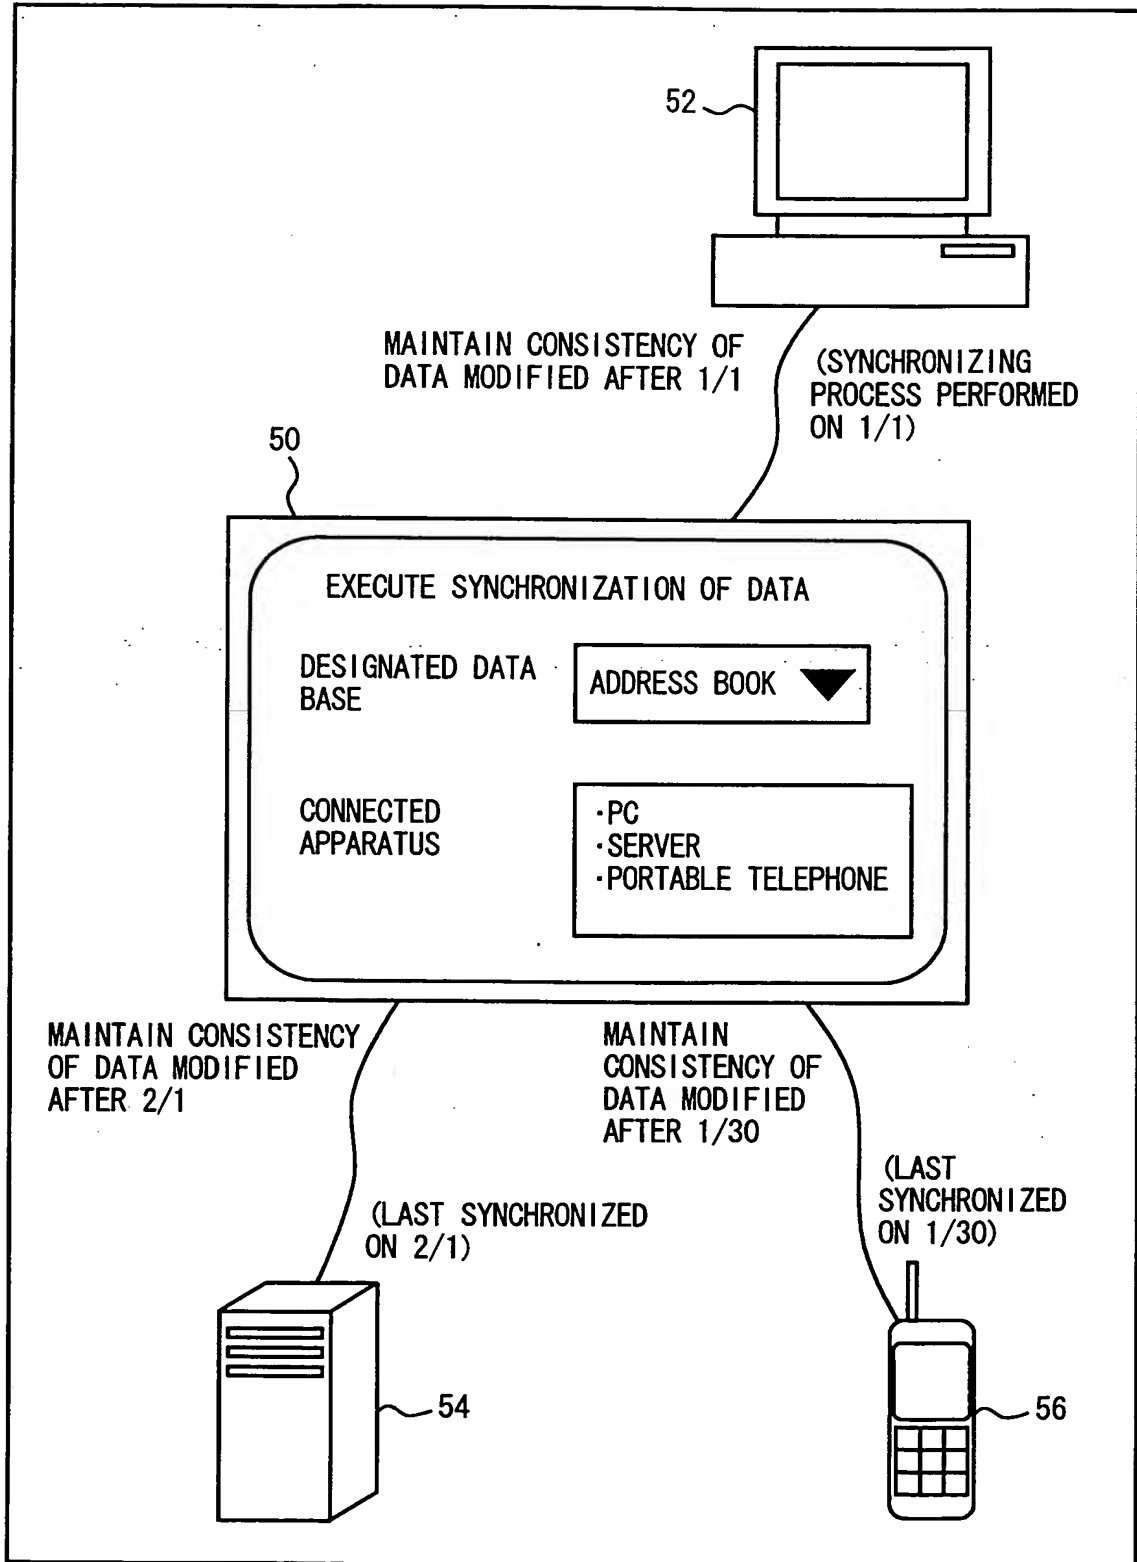 52
MAINTAIN CONSISTENCY OF
DATA MODIFIED AFTER 1/1
(SYNCHRONIZING
PROCESS PERFORMED
ON 1/1)
50
EXECUTE SYNCHRONIZATION OF DATA
DESIGNATED DATA
BASE
ADDRESS BOOK
CONNECTED
APPARATUS
·PC
·SERVER
·PORTABLE TELEPHONE
MAINTAIN CONSISTENCY
OF DATA MODIFIED
AFTER 2/1
MAINTAIN
CONSISTENCY OF
DATA MODIFIED
AFTER 1/30
(LAST SYNCHRONIZED
ON 2/1)
(LAST
SYNCHRONIZED
ON 1/30)
54
56